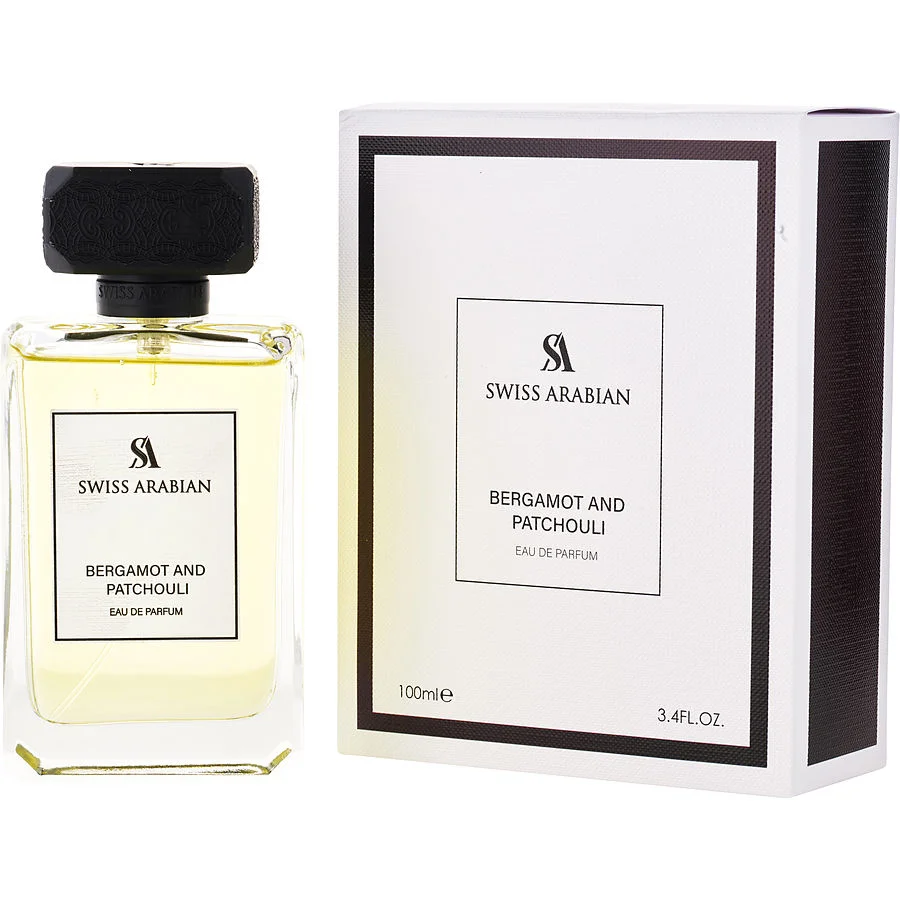 SWISS ARABIAN
SA
SWISS ARABIAN
BERGAMOT AND
PATCHOULI
EAU DE PARFUM
SA
SWISS ARABIAN
BERGAMOT AND
PATCHOULI
EAU DE PARFUM
100ml℮
3.4FL.OZ.